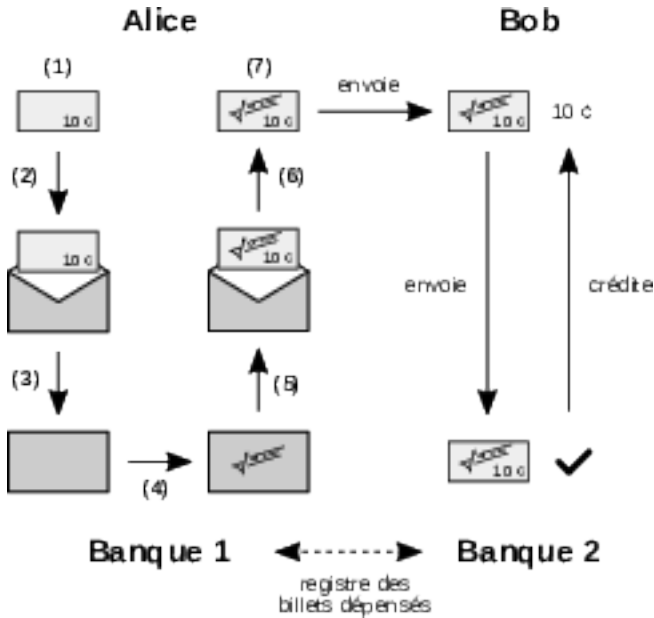 Alice
Bob
(1)
(7)
envoie
10 ¢
10 ¢
10 ¢
10 ¢
(2)
(6)
10 ¢
10 ¢
envoie
crédite
(3)
(5)
10 ¢
(4)
Banque 1
Banque 2
registre des
billets dépensés